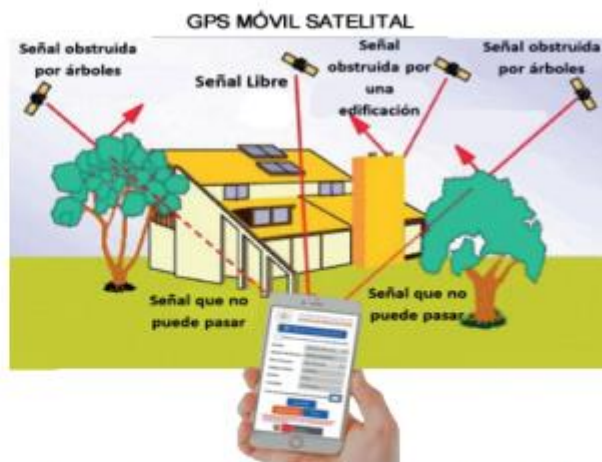 GPS MÓVIL SATELITAL
Señal obstruida
por árboles
Señal Libre
Señal
obstruida por
una
edificación
Señal obstruida
por árboles
Señal que no
puede pasar
Señal que no
puede pasar